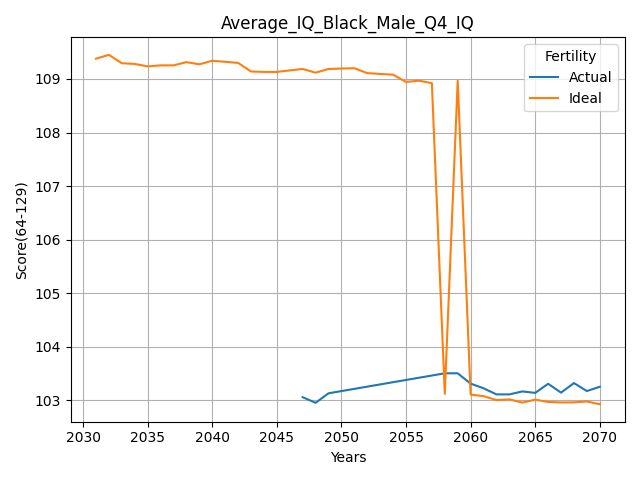 Average_IQ_Black_Male_Q4_IQ
Fertility
Actual
Ideal
Score(64-129)
109
108
107
106
105
104
103
2030 2035 2040 2045 2050 2055 2060 2065 2070
Years